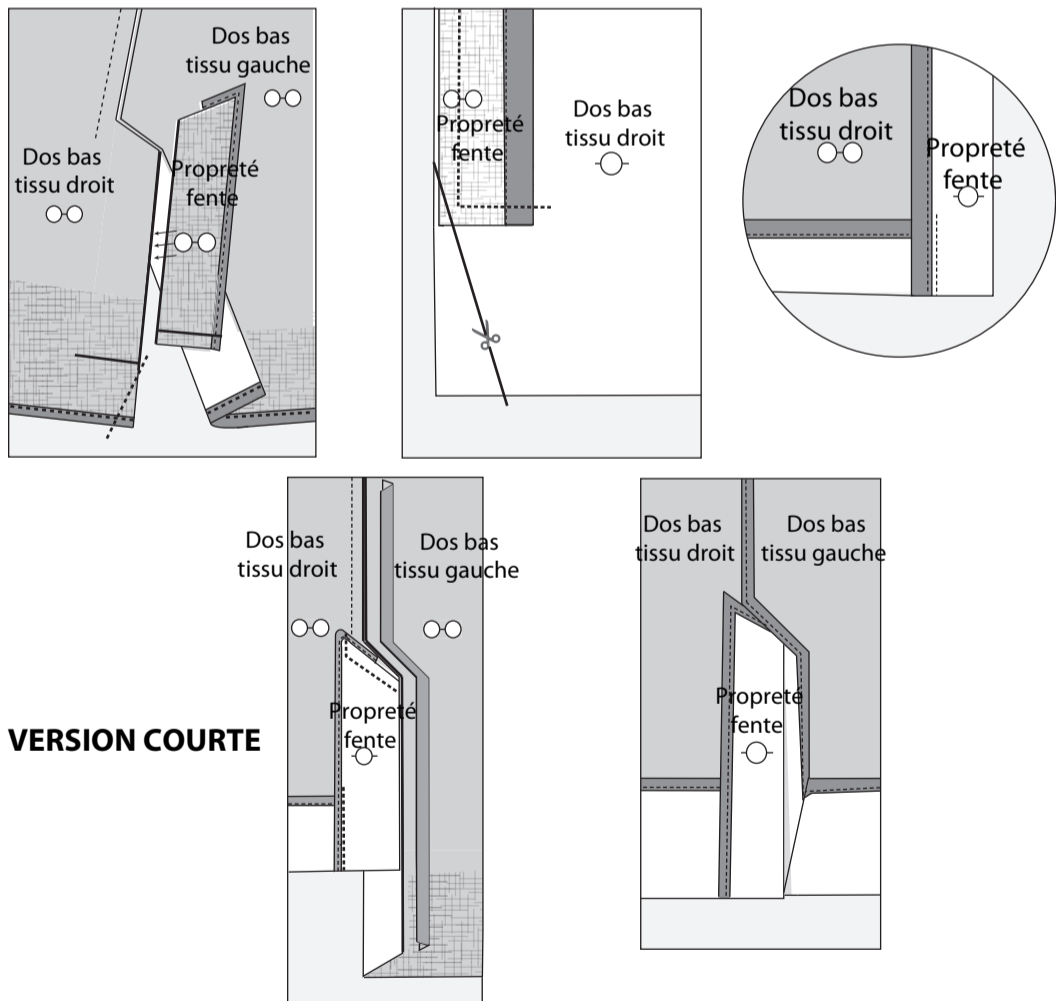 Dos bas
tissu gauche
Dos bas
tissu droit
Propreté
fente
Propreté
fente
Dos bas
tissu droit
Dos bas
tissu droit
Propreté
fente
Dos bas
tissu droit
Dos bas
tissu gauche
Propreté
fente
Dos bas
tissu droit
Dos bas
tissu gauche
Propreté
fente
VERSION COURTE